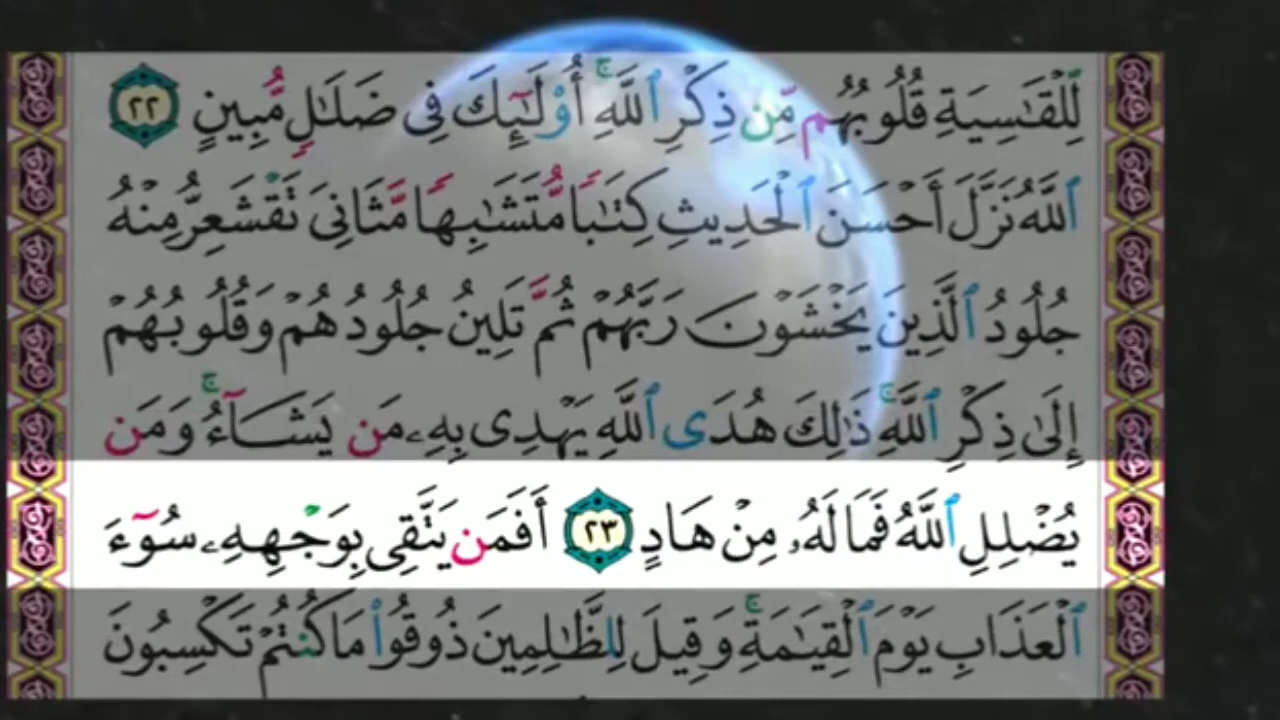 لِّلْقَٰسِيَةِ قُلُوبُهُم مِّن ذِكْرِ ٱللَّهِ ۚ أُو۟لَٰٓئِكَ فِى ضَلَٰلٍ مُّبِينٍ ٢٢
ٱللَّهُ نَزَّلَ أَحْسَنَ ٱلْحَدِيثِ كِتَٰبًا مُّتَشَٰبِهًا مَّثَانِىَ تَقْشَعِرُّ مِنْهُ
جُلُودُ ٱلَّذِينَ يَخْشَوْنَ رَبَّهُمْ ثُمَّ تَلِينُ جُلُودُهُمْ وَقُلُوبُهُمْ
إِلَىٰ ذِكْرِ ٱللَّهِ ۚ ذَٰلِكَ هُدَى ٱللَّهِ يَهْدِى بِهِۦ مَن يَشَآءُ ۚ وَمَن
يُضْلِلِ ٱللَّهُ فَمَا لَهُۥ مِنْ هَادٍ ٢٣ أَفَمَن يَتَّقِى بِوَجْهِهِۦ سُوٓءَ
ٱلْعَذَابِ يَوْمَ ٱلْقِيَٰمَةِ ۚ وَقِيلَ لِلظَّٰلِمِينَ ذُوقُوا۟ مَا كُنتُمْ تَكْسِبُونَ